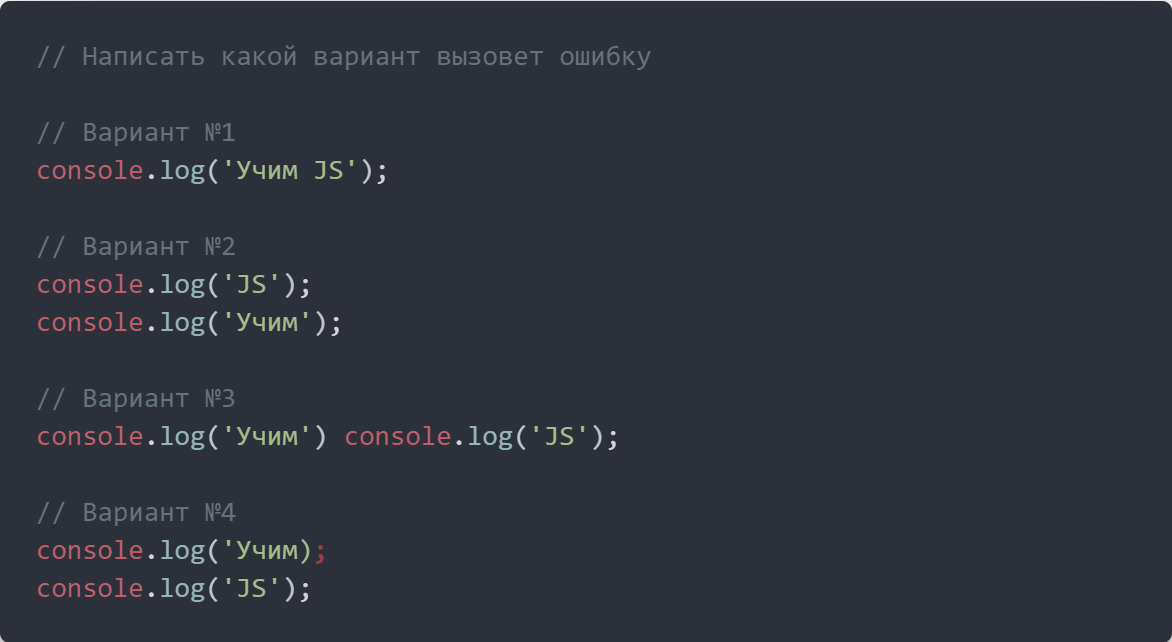 // Написать какой вариант вызовет ошибку
// Вариант №1
console.log('Учим JS');
// Вариант №2
console.log('JS');
console.log('Учим');
// Вариант №3
console.log('Учим') console.log('JS');
// Вариант №4
console.log('Учим);
console.log('JS');